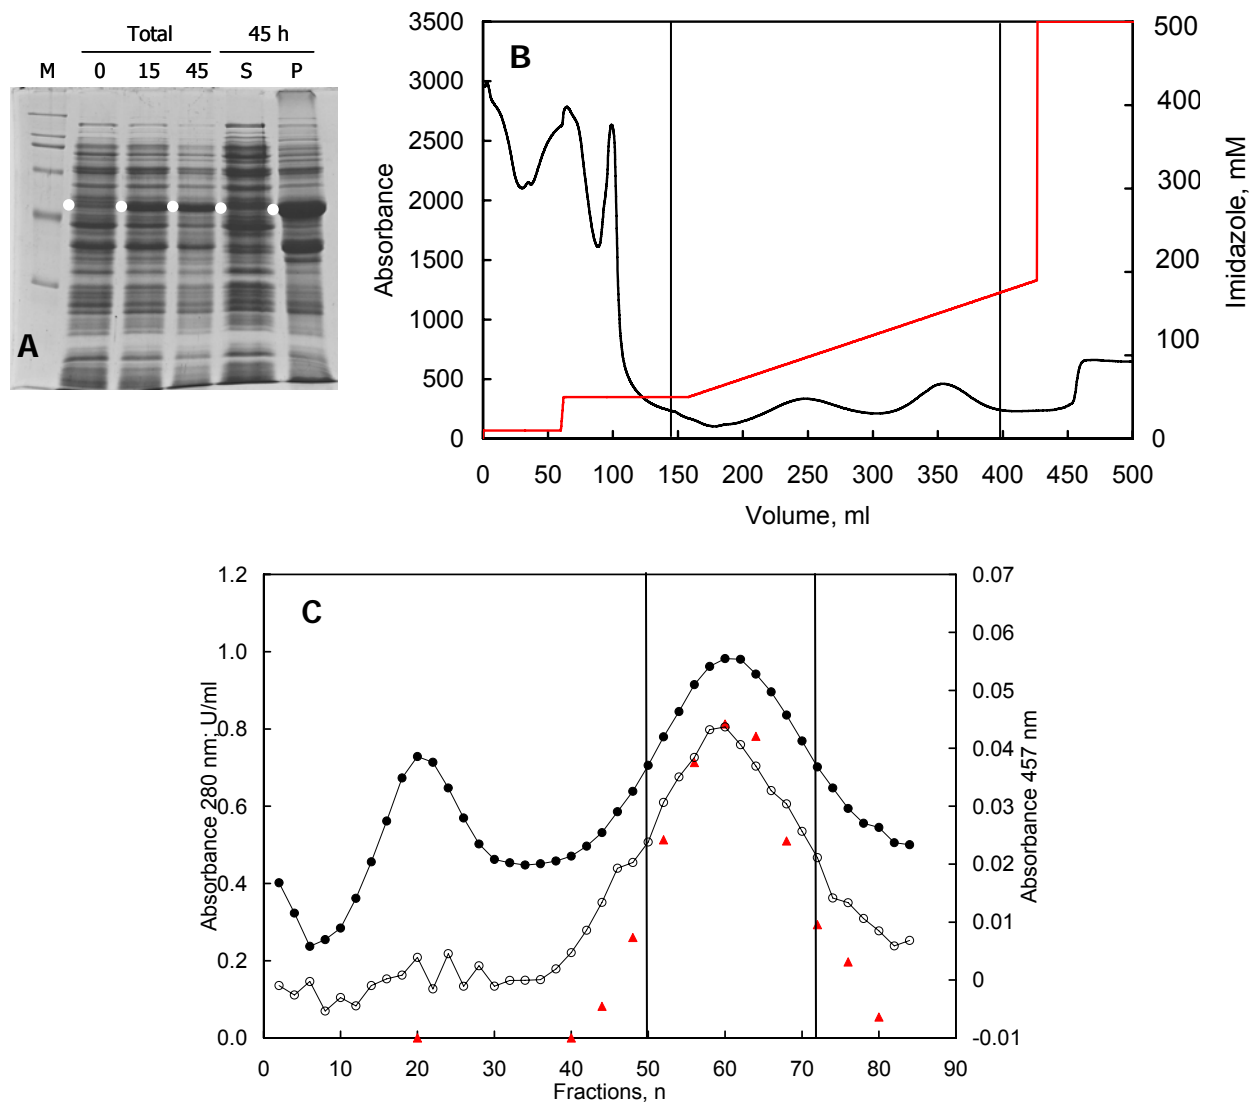 Total 45 h
M 0 15 45 S P
A
B
3500
3000
2500
2000
1500
1000
500
0
Absorbance
500
400
300
200
100
0
Imidazole, mM
0 50 100 150 200 250 300 350 400 450 500
Volume, ml
C
1.2
1.0
0.8
0.6
0.4
0.2
0.0
Absorbance 280 nm; U/ml
0.07
0.06
0.05
0.04
0.03
0.02
0.01
0
-0.01
Absorbance 457 nm
0 10 20 30 40 50 60 70 80 90
Fractions, n